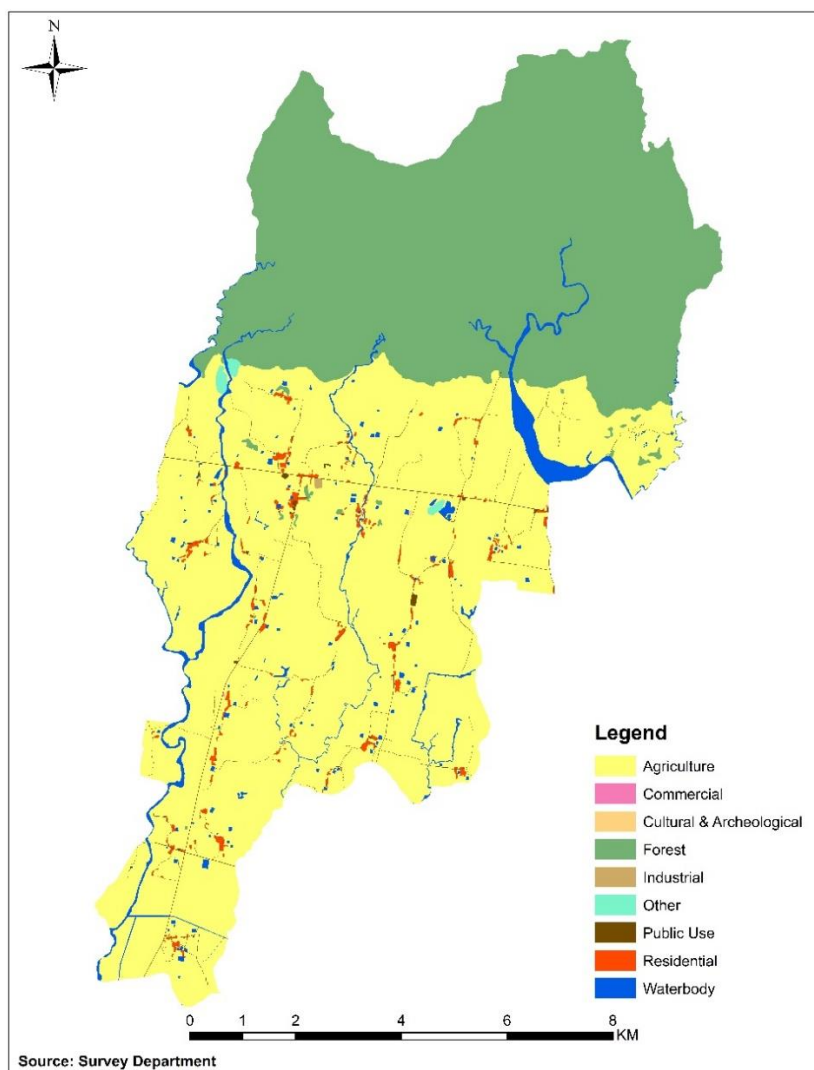 N
Legend
Agriculture
Commercial
Cultural & Archeological
Forest
Industrial
Other
Public Use
Residential
Waterbody
0 1 2 4 6 8
KM
Source: Survey Department